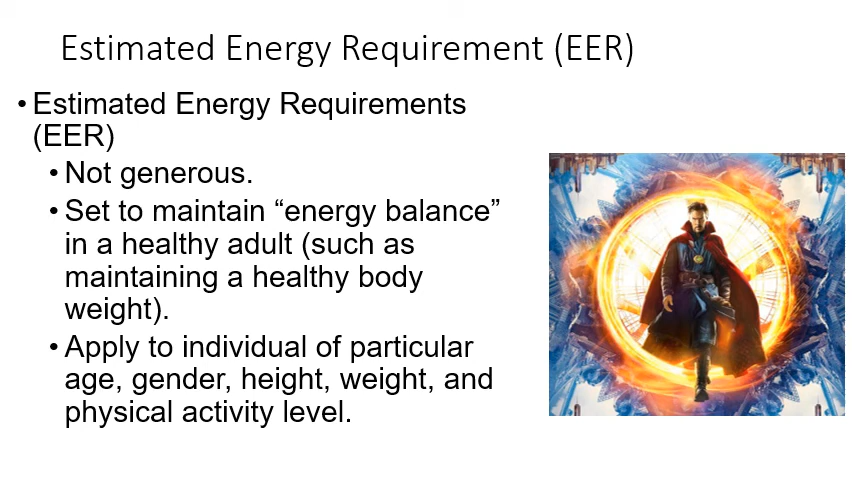 Estimated Energy Requirement (EER)
• Estimated Energy Requirements
(EER)
• Not generous.
• Set to maintain “energy balance”
in a healthy adult (such as
maintaining a healthy body
weight).
• Apply to individual of particular
age, gender, height, weight, and
physical activity level.